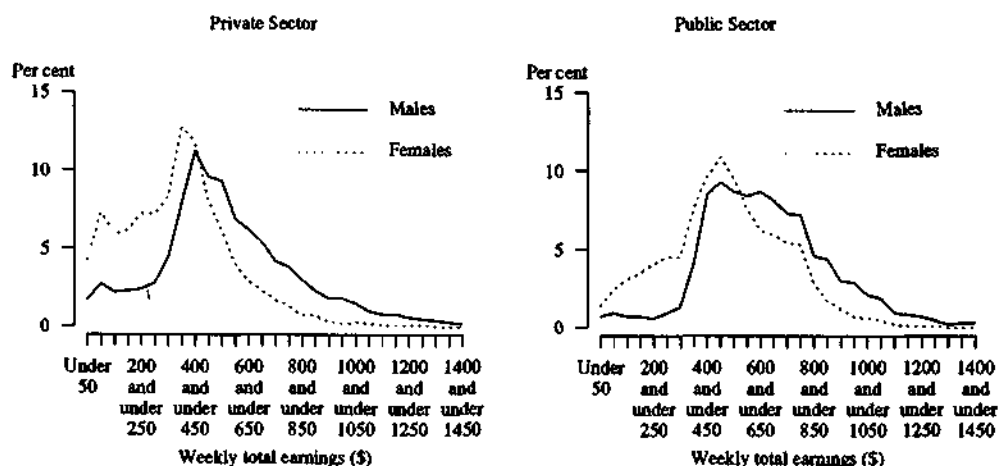 Private Sector
Per cent
15
10
5
0
Males
Females
Under 200 400 600 800 1000 1200 1400
50 and and and and and and and
under under under under under under under
250 450 650 850 1050 1250 1450
Weekly total earnings ($)
Public Sector
Per cent
15
10
5
0
Males
Females
Under 200 400 600 800 1000 1200 1400
50 and and and and and and and
under under under under under under under
250 450 650 850 1050 1250 1450
Weekly total earnings ($)